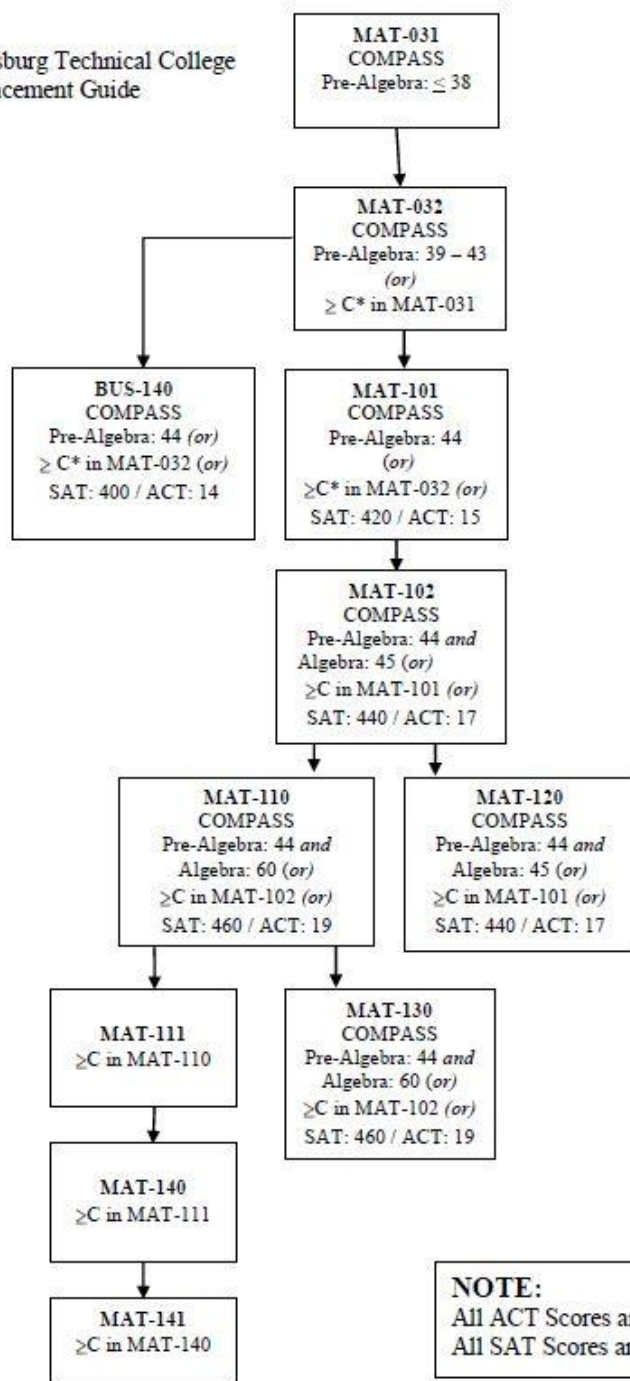 sburg Technical College
cement Guide
MAT-031
COMPASS
Pre-Algebra: ≤ 38
MAT-032
COMPASS
Pre-Algebra: 39 – 43
(or)
≥ C* in MAT-031
BUS-140
COMPASS
Pre-Algebra: 44 (or)
≥ C* in MAT-032 (or)
SAT: 400 / ACT: 14
MAT-101
COMPASS
Pre-Algebra: 44
(or)
≥C* in MAT-032 (or)
SAT: 420 / ACT: 15
MAT-102
COMPASS
Pre-Algebra: 44 and
Algebra: 45 (or)
≥C in MAT-101 (or)
SAT: 440 / ACT: 17
MAT-110
COMPASS
Pre-Algebra: 44 and
Algebra: 60 (or)
≥C in MAT-102 (or)
SAT: 460 / ACT: 19
MAT-120
COMPASS
Pre-Algebra: 44 and
Algebra: 45 (or)
≥C in MAT-101 (or)
SAT: 440 / ACT: 17
MAT-111
≥C in MAT-110
MAT-130
COMPASS
Pre-Algebra: 44 and
Algebra: 60 (or)
≥C in MAT-102 (or)
SAT: 460 / ACT: 19
MAT-140
≥C in MAT-111
MAT-141
≥C in MAT-140
NOTE:
All ACT Scores a
All SAT Scores a